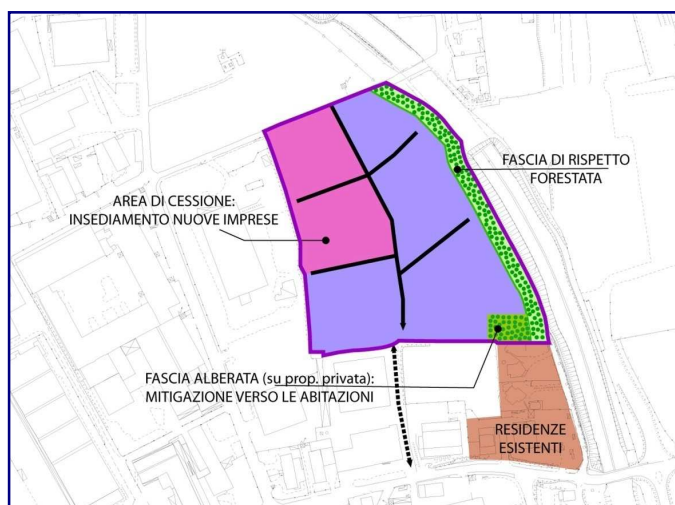 FASCIA DI RISPETTO
FORESTATA
AREA DI CESSIONE:
INSEDIAMENTO NUOVE IMPRESE
FASCIA ALBERATA (su prop. privata):
MITIGAZIONE VERSO LE ABITAZIONI
RESIDENZE
ESISTENTI